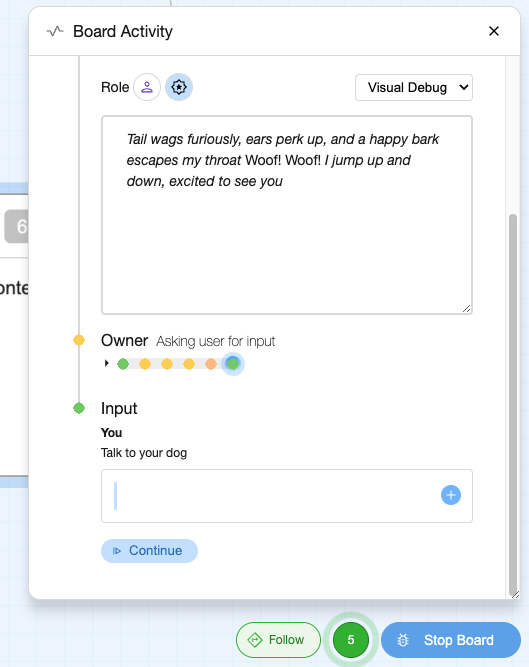 Board Activity
Role
Visual Debug
Tail wags furiously, ears perk up, and a happy bark
escapes my throat Woof! Woof! I jump up and
down, excited to see you
6
onte
Owner Asking user for input
Input
You
Talk to your dog
Continue
Follow
5
Stop Board